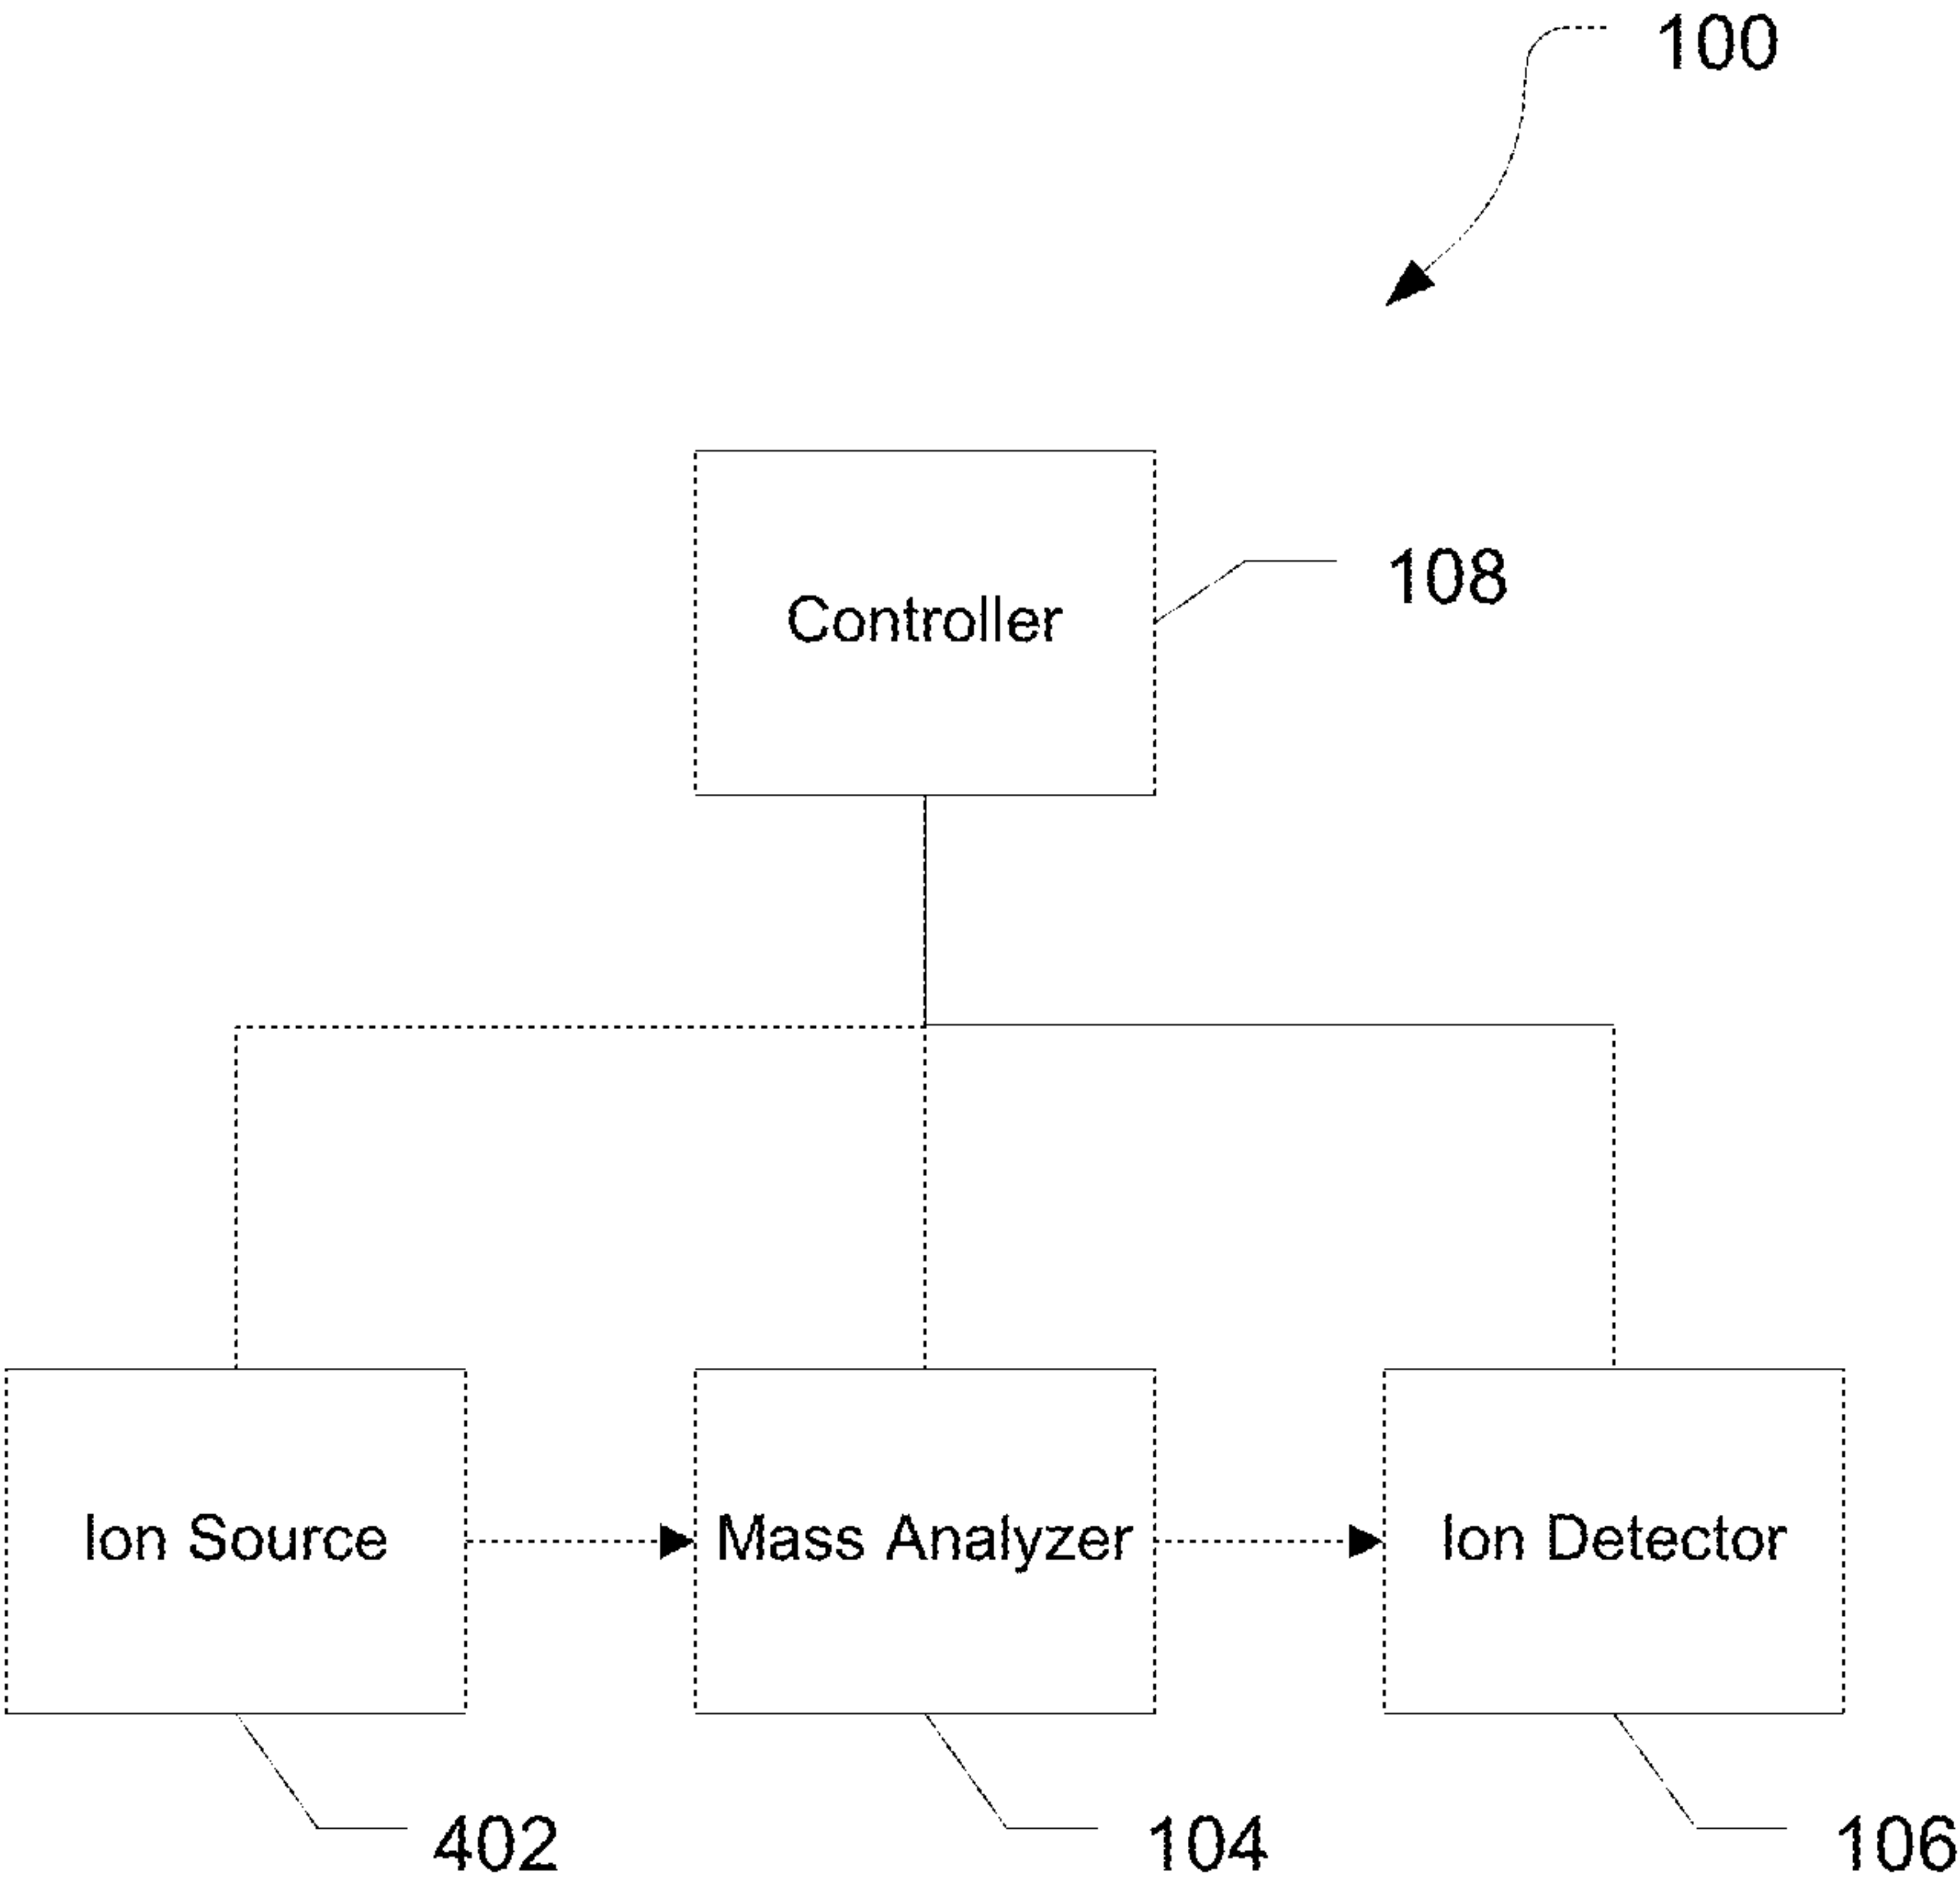 100
Controller
108
Ion Source
Mass Analyzer
Ion Detector
402
104
106